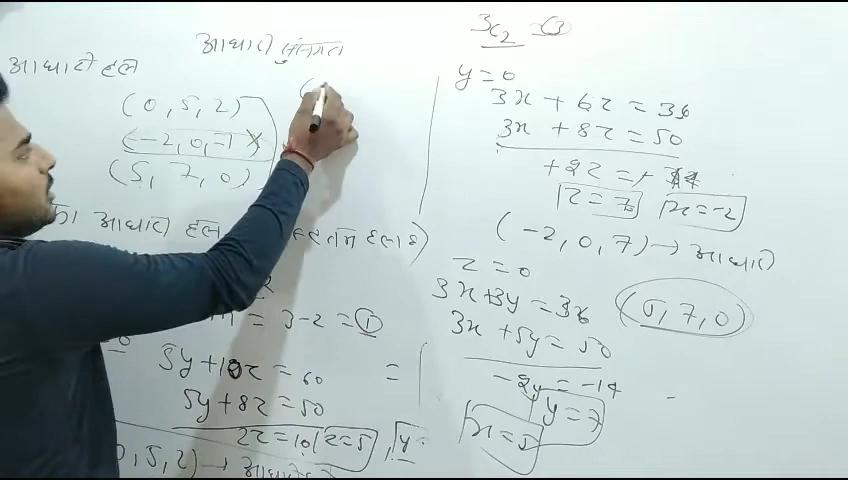 आधारी हल
आधारी सुसंगत
(0, 5, 2)
(-2, 0, -7)
(5, 7, 0)
(
का आधारी हल
= 3-2 = ①
5y+10z = 60
5y+8z = 50
2z=10 | z=5 , y=
0, 5, 2) →
3c₂ = ③
y = 0
3x + 6z = 36
3x + 8z = 50
+2z = + 14
z = 7 x = -2
(-2, 0, 7) → आधारी
z = 0
3x+3y = 36
3x + 5y = 50
-2y = -14
y = 7
x = 5
(5, 7, 0)